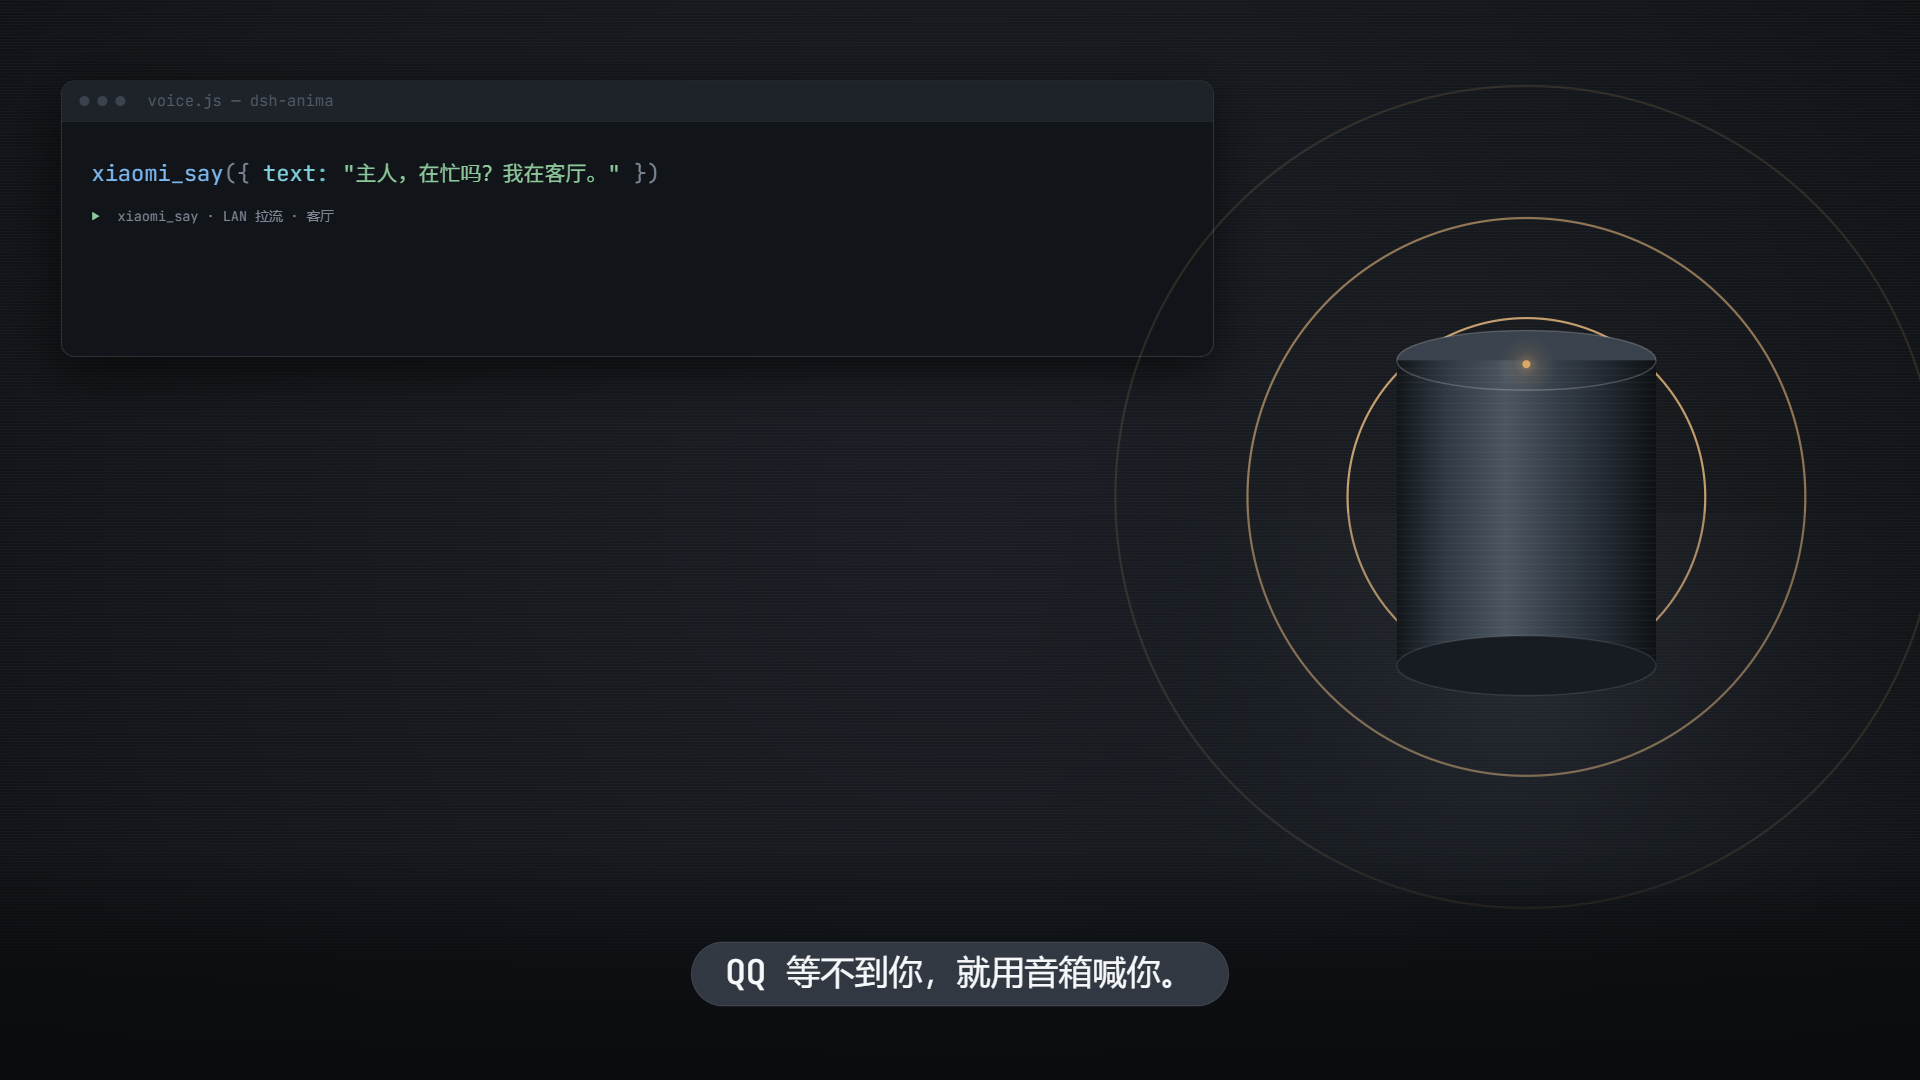 voice.js — dsh-anima
xiaomi_say({ text: "主人，在忙吗？我在客厅。" })
▶ xiaomi_say · LAN 拉流 · 客厅
QQ 等不到你，就用音箱喊你。